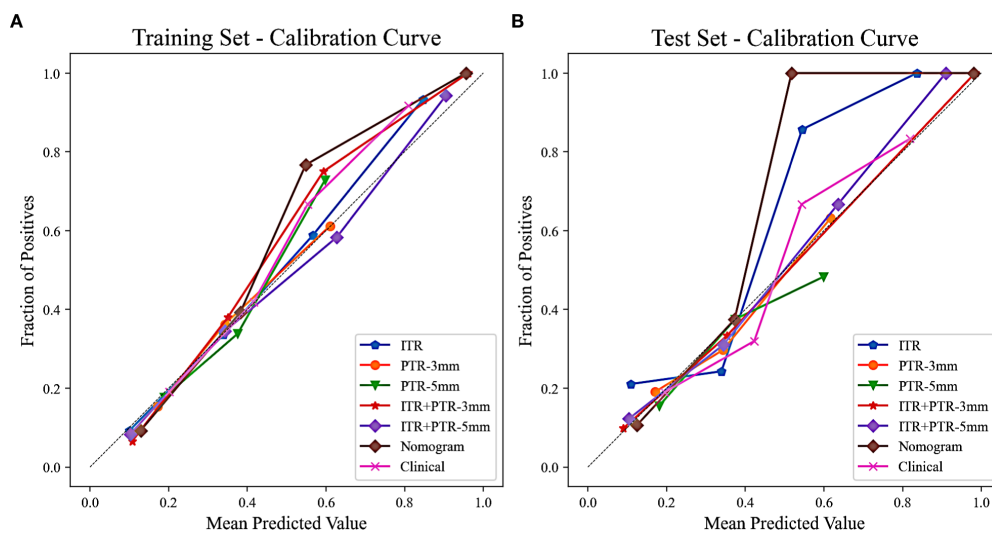 A
Training Set - Calibration Curve
Fraction of Positives
1.0
0.8
0.6
0.4
0.2
0.0
ITR
PTR-3mm
PTR-5mm
ITR+PTR-3mm
ITR+PTR-5mm
Nomogram
Clinical
0.0 0.2 0.4 0.6 0.8 1.0
Mean Predicted Value
B
Test Set - Calibration Curve
Fraction of Positives
1.0
0.8
0.6
0.4
0.2
0.0
ITR
PTR-3mm
PTR-5mm
ITR+PTR-3mm
ITR+PTR-5mm
Nomogram
Clinical
0.0 0.2 0.4 0.6 0.8 1.0
Mean Predicted Value